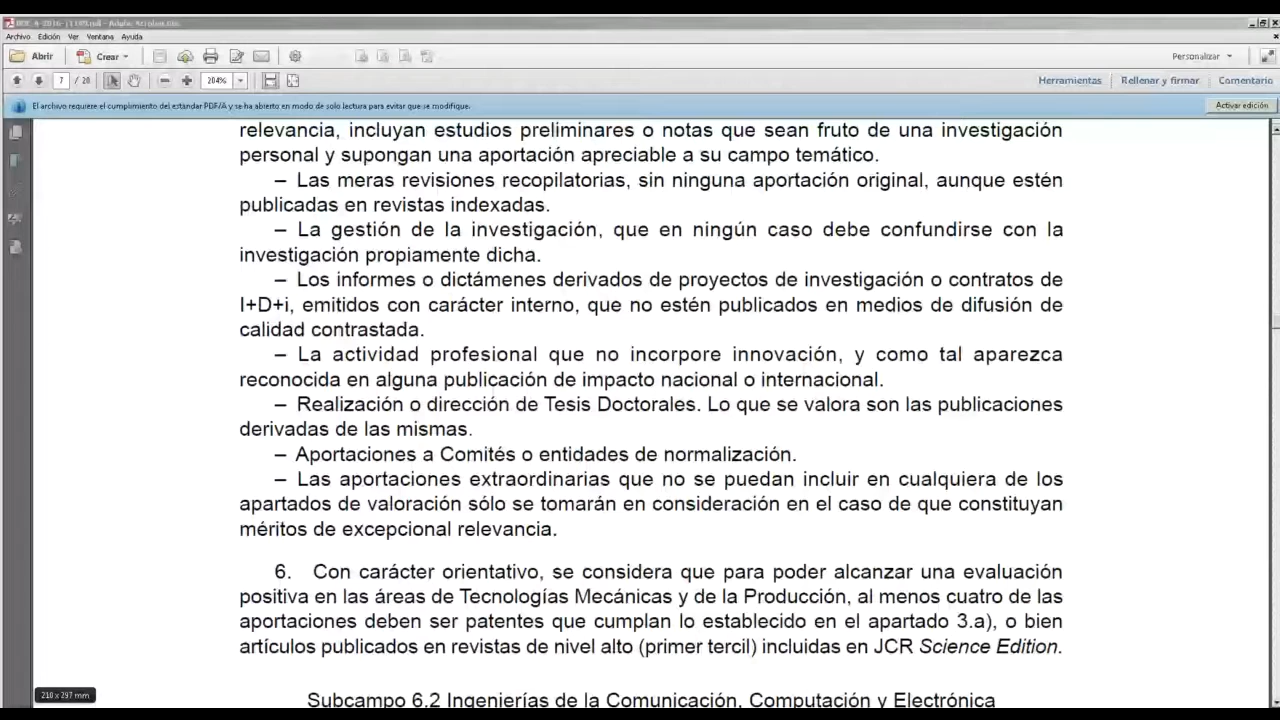 Archivo Edición Ver Ventana Ayuda
Abrir Crear Personalizar
7 / 20 204% Herramientas Rellenar y firmar Comentario
El archivo requiere el cumplimiento del estándar PDF/A y se ha abierto en modo de solo lectura para evitar que se modifique. Activar edición
relevancia, incluyan estudios preliminares o notas que sean fruto de una investigación
personal y supongan una aportación apreciable a su campo temático.
– Las meras revisiones recopilatorias, sin ninguna aportación original, aunque estén
publicadas en revistas indexadas.
– La gestión de la investigación, que en ningún caso debe confundirse con la
investigación propiamente dicha.
– Los informes o dictámenes derivados de proyectos de investigación o contratos de
I+D+i, emitidos con carácter interno, que no estén publicados en medios de difusión de
calidad contrastada.
– La actividad profesional que no incorpore innovación, y como tal aparezca
reconocida en alguna publicación de impacto nacional o internacional.
– Realización o dirección de Tesis Doctorales. Lo que se valora son las publicaciones
derivadas de las mismas.
– Aportaciones a Comités o entidades de normalización.
– Las aportaciones extraordinarias que no se puedan incluir en cualquiera de los
apartados de valoración sólo se tomarán en consideración en el caso de que constituyan
méritos de excepcional relevancia.
6. Con carácter orientativo, se considera que para poder alcanzar una evaluación
positiva en las áreas de Tecnologías Mecánicas y de la Producción, al menos cuatro de las
aportaciones deben ser patentes que cumplan lo establecido en el apartado 3.a), o bien
artículos publicados en revistas de nivel alto (primer tercil) incluidas en JCR Science Edition.
210 x 297 mm
Subcampo 6.2 Ingenierías de la Comunicación, Computación y Electrónica